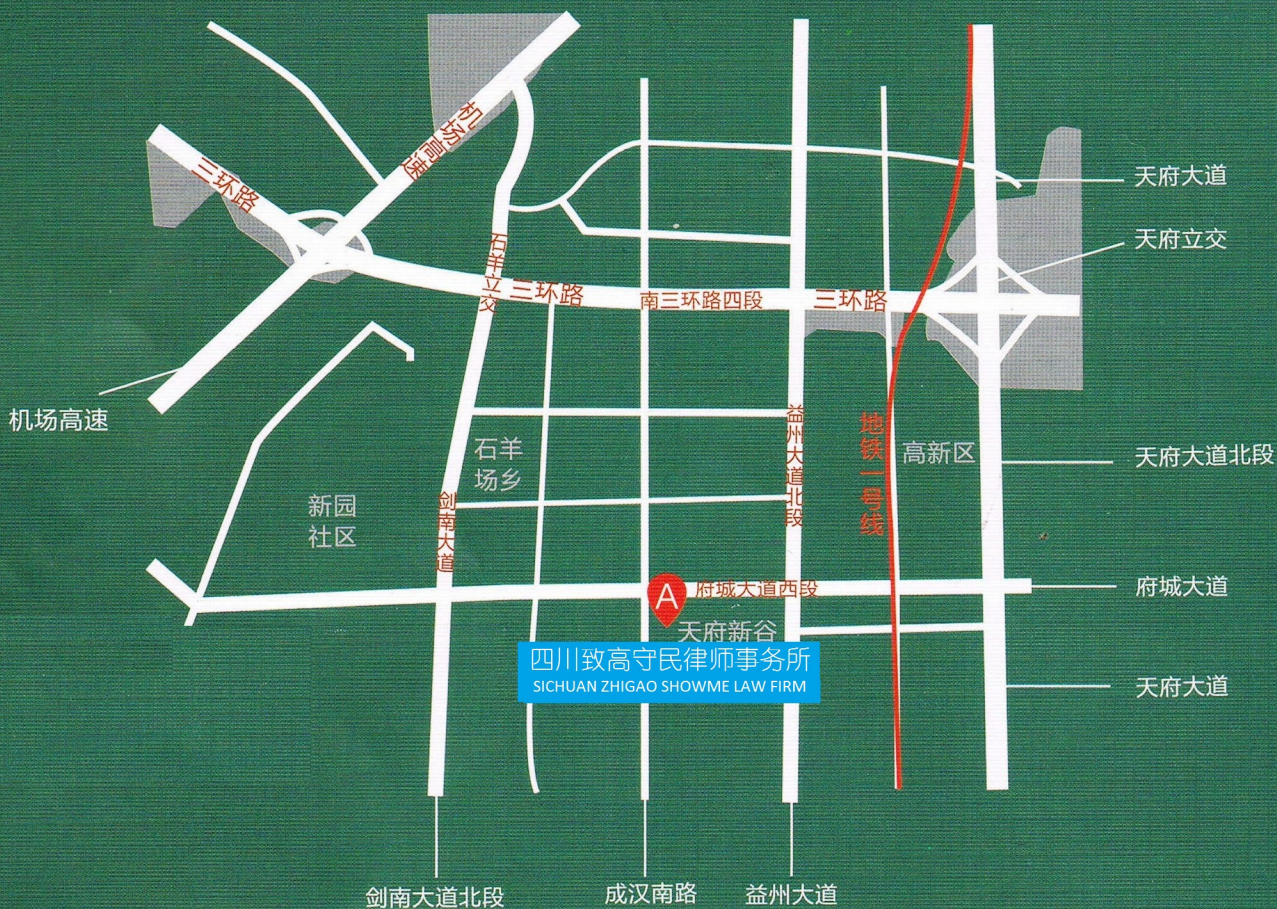 机场高速
三环路
天府大道
天府立交
石羊立交
三环路
南三环路四段
三环路
机场高速
益州大道北段
地铁一号线
石羊
场乡
高新区
天府大道北段
新园
社区
剑南大道
府城大道西段
府城大道
A
天府新谷
四川致高守民律师事务所
SICHUAN ZHIGAO SHOWME LAW FIRM
天府大道
剑南大道北段
成汉南路
益州大道